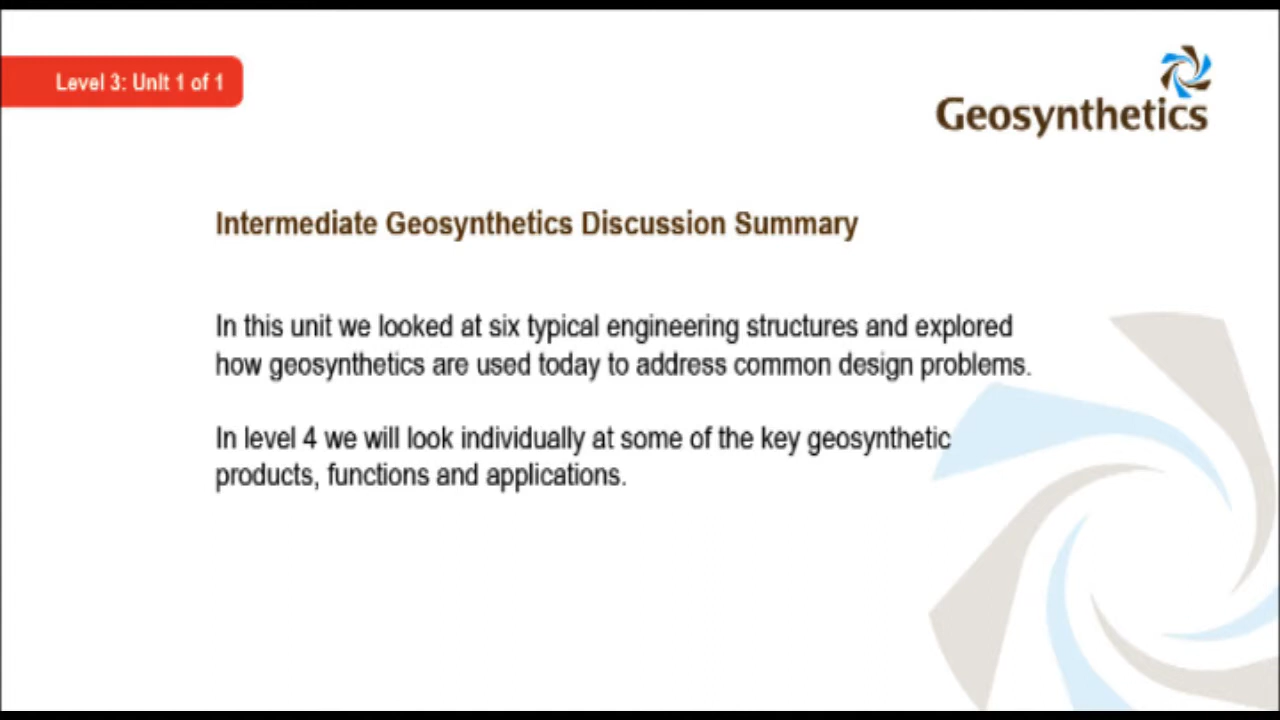 Level 3: Unit 1 of 1
Geosynthetics
Intermediate Geosynthetics Discussion Summary
In this unit we looked at six typical engineering structures and explored
how geosynthetics are used today to address common design problems.
In level 4 we will look individually at some of the key geosynthetic
products, functions and applications.